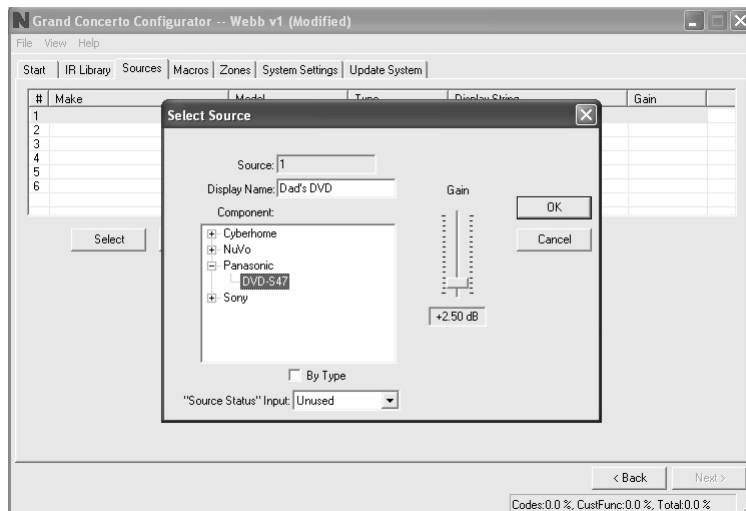 N Grand Concerto Configurator -- Webb v1 (Modified)
File View Help
Start IR Library Sources Macros Zones System Settings Update System
# Make Model Type Display String Gain
1
2
3
4
5
6
Select
Select Source
Source: 1
Display Name: Dad's DVD
Component:
Cyberhome
NuVo
Panasonic
DVD-S47
Sony
By Type
"Source Status" Input: Unused
Gain
+2.50 dB
OK
Cancel
< Back Next >
Codes:0.0 %, CustFunc:0.0 %, Total:0.0 %